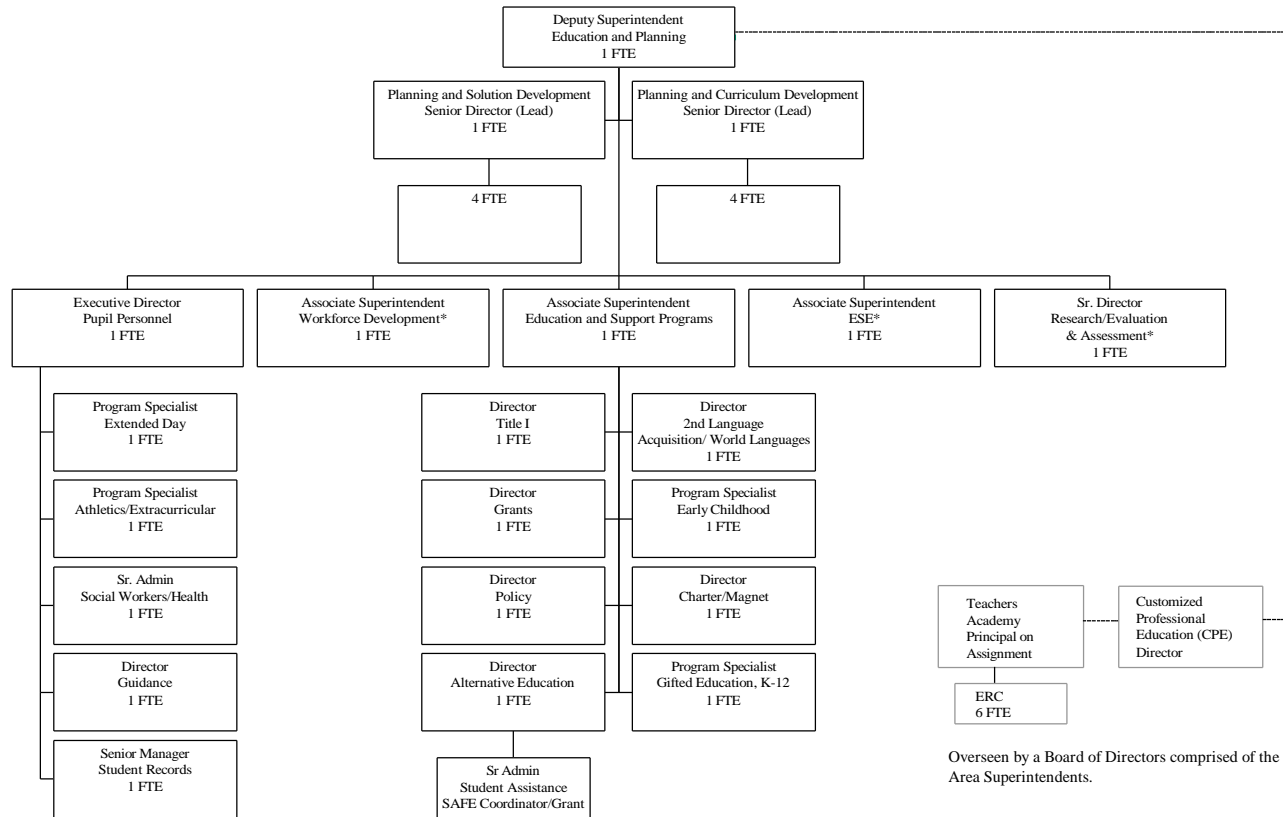 Deputy Superintendent
Education and Planning
1 FTE
Planning and Solution Development
Senior Director (Lead)
1 FTE
Planning and Curriculum Development
Senior Director (Lead)
1 FTE
4 FTE
4 FTE
Executive Director
Pupil Personnel
1 FTE
Associate Superintendent
Workforce Development*
1 FTE
Associate Superintendent
Education and Support Programs
1 FTE
Associate Superintendent
ESE*
1 FTE
Sr. Director
Research/Evaluation
& Assessment*
1 FTE
Program Specialist
Extended Day
1 FTE
Director
Title I
1 FTE
Director
2nd Language
Acquisition/ World Languages
1 FTE
Program Specialist
Athletics/Extracurricular
1 FTE
Director
Grants
1 FTE
Program Specialist
Early Childhood
1 FTE
Sr. Admin
Social Workers/Health
1 FTE
Director
Policy
1 FTE
Director
Charter/Magnet
1 FTE
Teachers
Academy
Principal on
Assignment
Customized
Professional
Education (CPE)
Director
Director
Guidance
1 FTE
Director
Alternative Education
1 FTE
Program Specialist
Gifted Education, K-12
1 FTE
ERC
6 FTE
Senior Manager
Student Records
1 FTE
Sr Admin
Student Assistance
SAFE Coordinator/Grant
Overseen by a Board of Directors comprised of the
Area Superintendents.